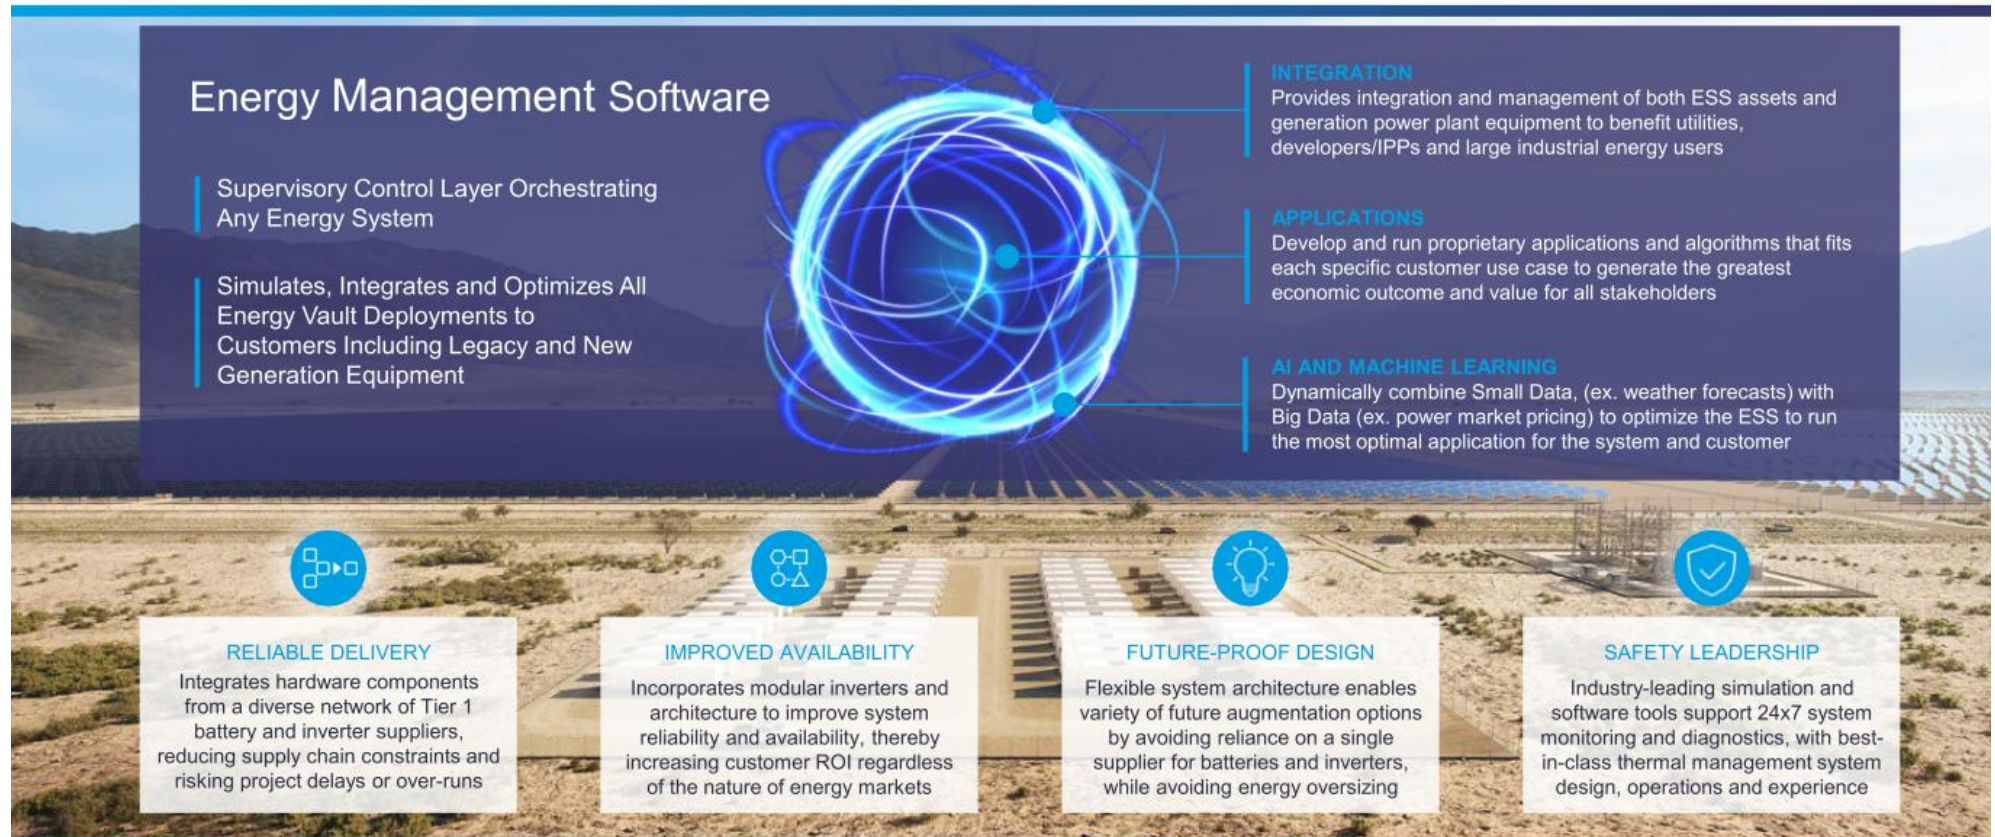 Energy Management Software
Supervisory Control Layer Orchestrating
Any Energy System
Simulates, Integrates and Optimizes All
Energy Vault Deployments to
Customers Including Legacy and New
Generation Equipment
INTEGRATION
Provides integration and management of both ESS assets and
generation power plant equipment to benefit utilities,
developers/IPPs and large industrial energy users
APPLICATIONS
Develop and run proprietary applications and algorithms that fits
each specific customer use case to generate the greatest
economic outcome and value for all stakeholders
AI AND MACHINE LEARNING
Dynamically combine Small Data, (ex. weather forecasts) with
Big Data (ex. power market pricing) to optimize the ESS to run
the most optimal application for the system and customer
RELIABLE DELIVERY
Integrates hardware components
from a diverse network of Tier 1
battery and inverter suppliers,
reducing supply chain constraints and
risking project delays or over-runs
IMPROVED AVAILABILITY
Incorporates modular inverters and
architecture to improve system
reliability and availability, thereby
increasing customer ROI regardless
of the nature of energy markets
FUTURE-PROOF DESIGN
Flexible system architecture enables
variety of future augmentation options
by avoiding reliance on a single
supplier for batteries and inverters,
while avoiding energy oversizing
SAFETY LEADERSHIP
Industry-leading simulation and
software tools support 24x7 system
monitoring and diagnostics, with best-
in-class thermal management system
design, operations and experience